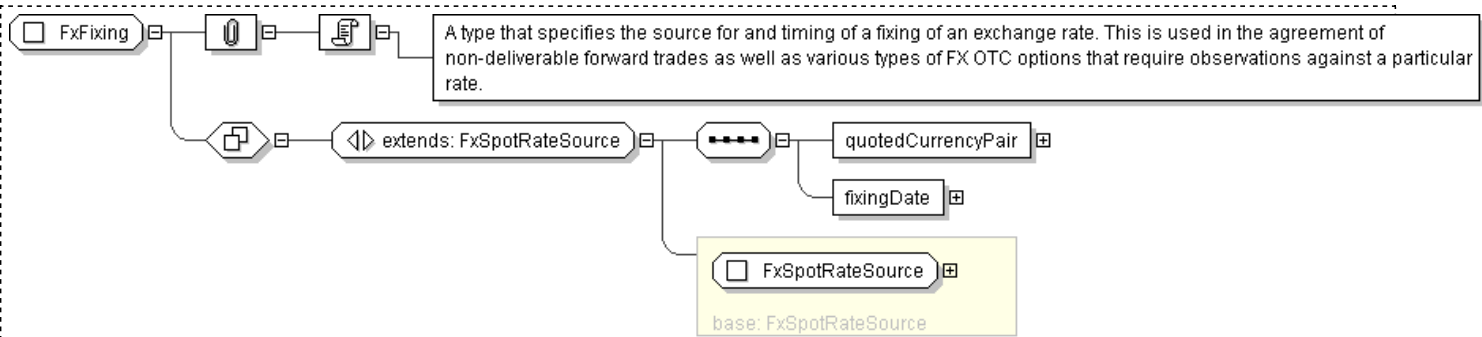 FxFixing
A type that specifies the source for and timing of a fixing of an exchange rate. This is used in the agreement of
non-deliverable forward trades as well as various types of FX OTC options that require observations against a particular
rate.
extends: FxSpotRateSource
quotedCurrencyPair
fixingDate
FxSpotRateSource
base: FxSpotRateSource